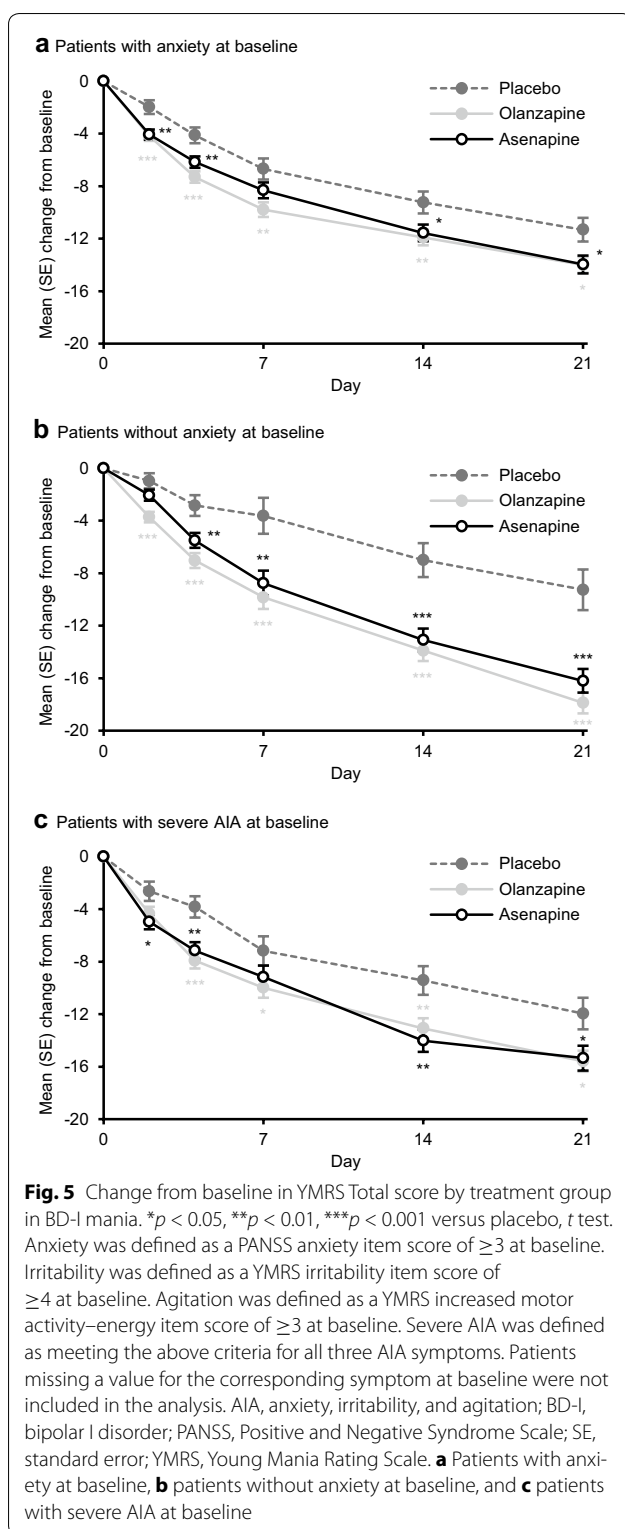 a Patients with anxiety at baseline
0
-4
-8
-12
-16
-20
Mean (SE) change from baseline
Placebo
Olanzapine
Asenapine
**
***
**
***
**
*
**
*
*
0
7
14
21
Day
b Patients without anxiety at baseline
0
-4
-8
-12
-16
-20
Mean (SE) change from baseline
Placebo
Olanzapine
Asenapine
***
**
***
**
***
***
***
***
***
0
7
14
21
Day
c Patients with severe AIA at baseline
0
-4
-8
-12
-16
-20
Mean (SE) change from baseline
Placebo
Olanzapine
Asenapine
*
**
***
*
**
**
*
*
0
7
14
21
Day
Fig. 5 Change from baseline in YMRS Total score by treatment group
in BD-I mania. *p < 0.05, **p < 0.01, ***p < 0.001 versus placebo, t test.
Anxiety was defined as a PANSS anxiety item score of ≥3 at baseline.
Irritability was defined as a YMRS irritability item score of
≥4 at baseline. Agitation was defined as a YMRS increased motor
activity–energy item score of ≥3 at baseline. Severe AIA was defined
as meeting the above criteria for all three AIA symptoms. Patients
missing a value for the corresponding symptom at baseline were not
included in the analysis. AIA, anxiety, irritability, and agitation; BD-I,
bipolar I disorder; PANSS, Positive and Negative Syndrome Scale; SE,
standard error; YMRS, Young Mania Rating Scale. a Patients with anxi-
ety at baseline, b patients without anxiety at baseline, and c patients
with severe AIA at baseline